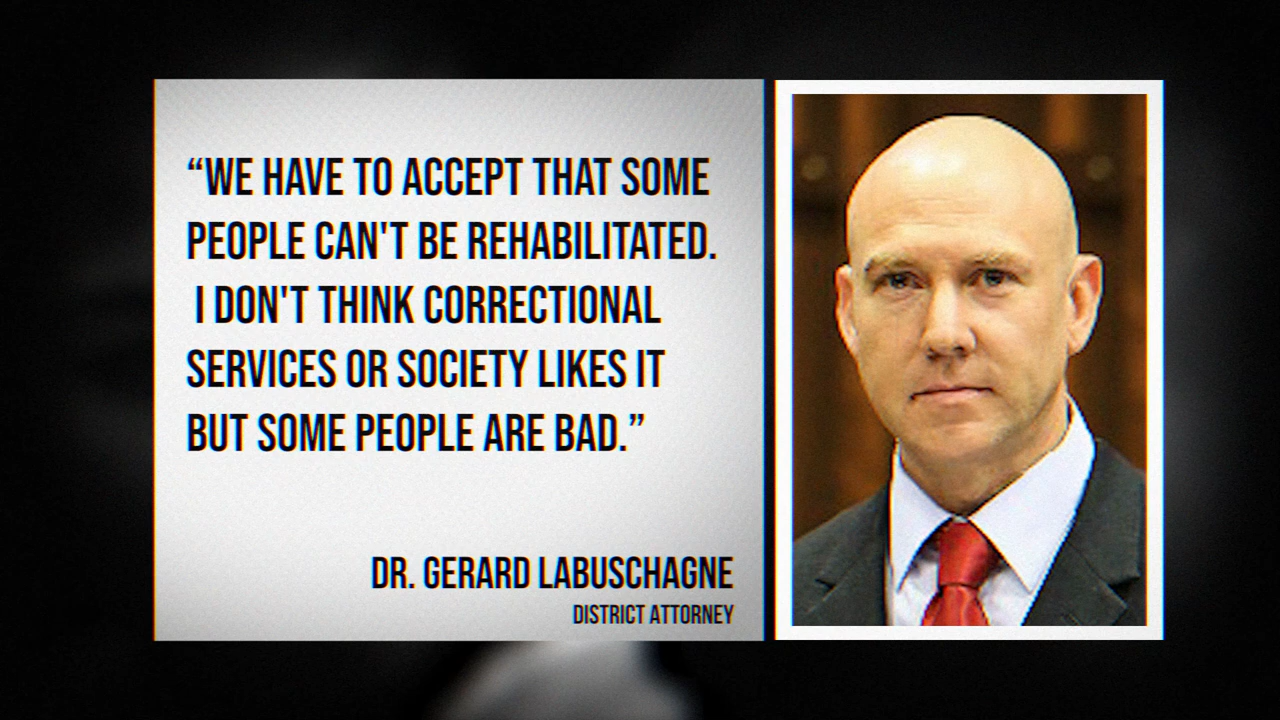 “WE HAVE TO ACCEPT THAT SOME
PEOPLE CAN'T BE REHABILITATED.
I DON'T THINK CORRECTIONAL
SERVICES OR SOCIETY LIKES IT
BUT SOME PEOPLE ARE BAD.”
DR. GERARD LABUSCHAGNE
DISTRICT ATTORNEY